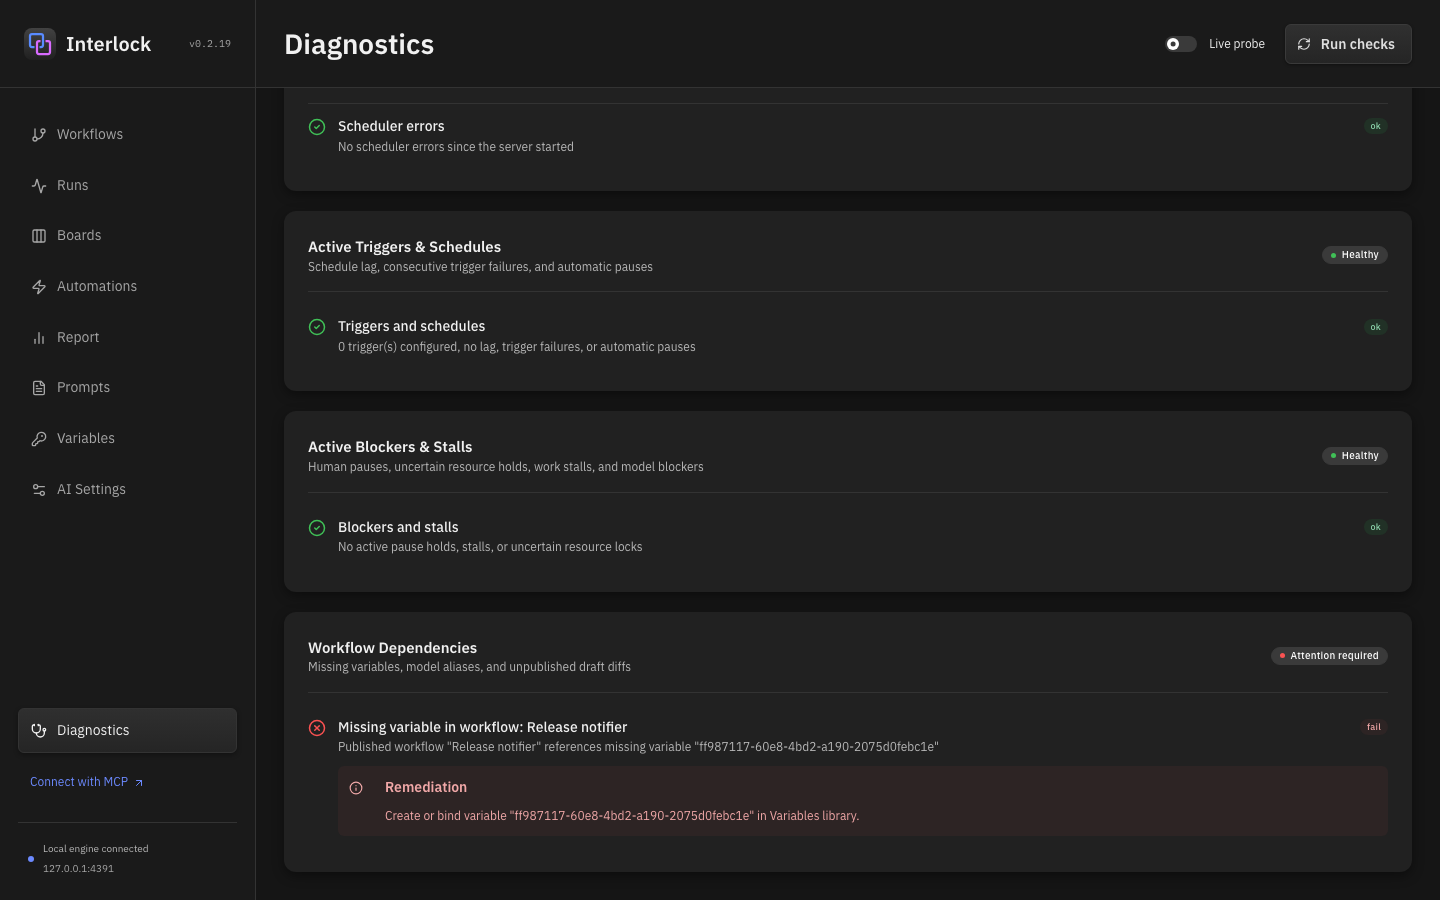 Interlock
v0.2.19
Diagnostics
Live probe
Run checks
Workflows
Runs
Boards
Automations
Report
Prompts
Variables
AI Settings
Diagnostics
Connect with MCP
Local engine connected
127.0.0.1:4391
Scheduler errors
ok
No scheduler errors since the server started
Active Triggers & Schedules
Healthy
Schedule lag, consecutive trigger failures, and automatic pauses
Triggers and schedules
ok
0 trigger(s) configured, no lag, trigger failures, or automatic pauses
Active Blockers & Stalls
Healthy
Human pauses, uncertain resource holds, work stalls, and model blockers
Blockers and stalls
ok
No active pause holds, stalls, or uncertain resource locks
Workflow Dependencies
Attention required
Missing variables, model aliases, and unpublished draft diffs
Missing variable in workflow: Release notifier
fail
Published workflow "Release notifier" references missing variable "ff987117-60e8-4bd2-a190-2075d0febc1e"
Remediation
Create or bind variable "ff987117-60e8-4bd2-a190-2075d0febc1e" in Variables library.